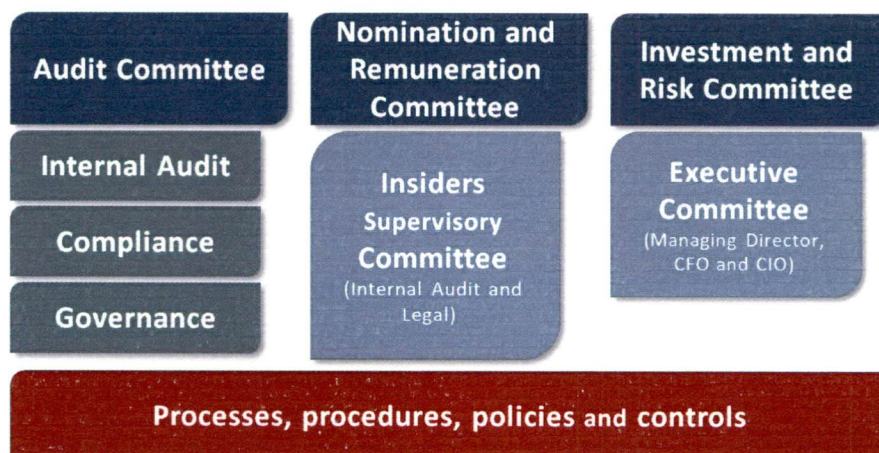 Audit Committee
Nomination and
Remuneration
Committee
Investment and
Risk Committee
Internal Audit
Compliance
Governance
Insiders
Supervisory
Committee
(Internal Audit and
Legal)
Executive
Committee
(Managing Director,
CFO and CIO)
Processes, procedures, policies and controls